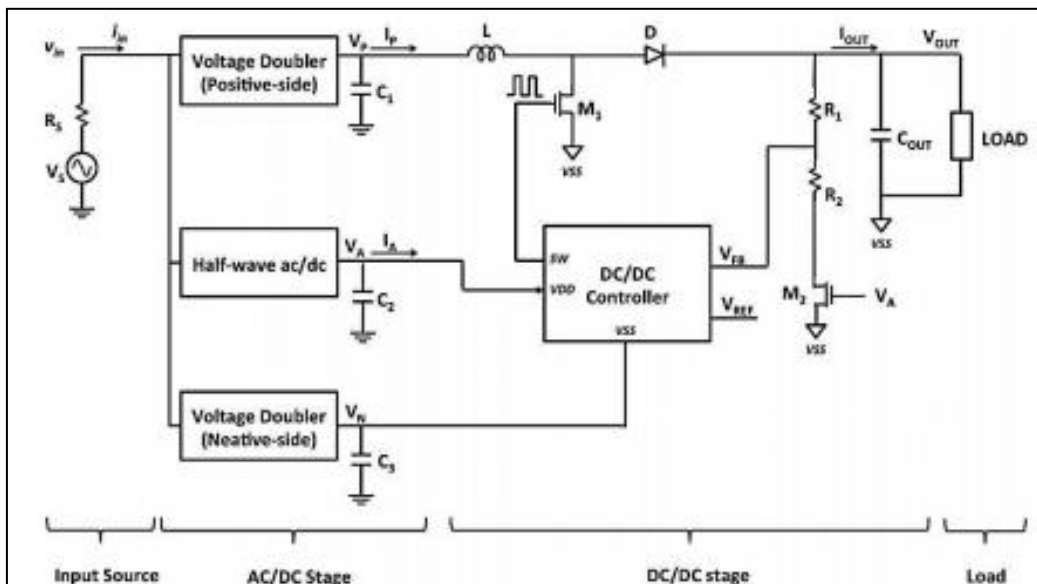 v_in
i_in
R_S
V_S
Voltage Doubler
(Positive-side)
V_P
I_P
C_1
L
M_1
VSS
D
I_OUT
V_OUT
R_1
R_2
C_OUT
LOAD
VSS
Half-wave ac/dc
V_A
I_A
C_2
SW
VDD
DC/DC
Controller
VSS
V_FB
V_REF
M_2
V_A
VSS
Voltage Doubler
(Neative-side)
V_N
C_3
Input Source
AC/DC Stage
DC/DC stage
Load